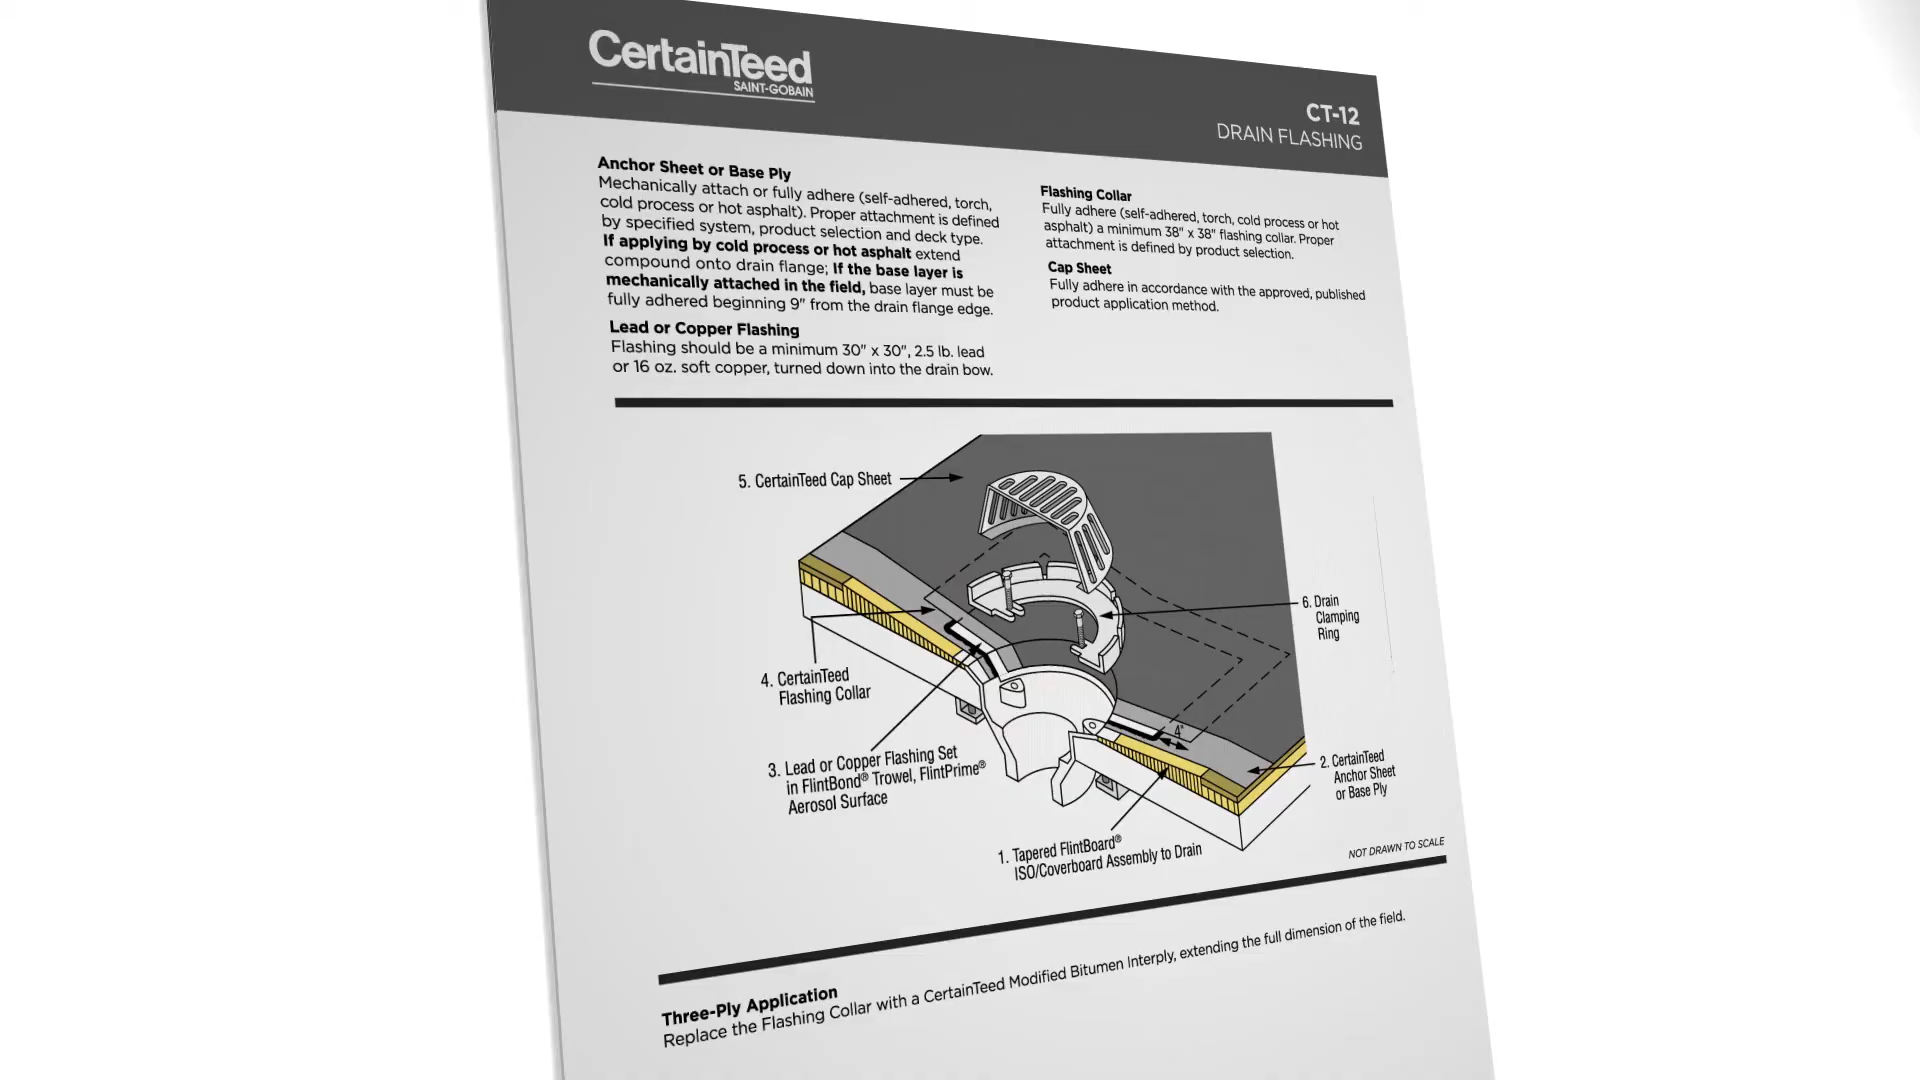 CertainTeed
SAINT-GOBAIN
CT-12
DRAIN FLASHING
Anchor Sheet or Base Ply
Mechanically attach or fully adhere (self-adhered, torch,
cold process or hot asphalt). Proper attachment is defined
by specified system, product selection and deck type.
If applying by cold process or hot asphalt extend
compound onto drain flange; If the base layer is
mechanically attached in the field, base layer must be
fully adhered beginning 9" from the drain flange edge.
Lead or Copper Flashing
Flashing should be a minimum 30" x 30", 2.5 lb. lead
or 16 oz. soft copper, turned down into the drain bow.
Flashing Collar
Fully adhere (self-adhered, torch, cold process or hot
asphalt) a minimum 38" x 38" flashing collar. Proper
attachment is defined by product selection.
Cap Sheet
Fully adhere in accordance with the approved, published
product application method.
5. CertainTeed Cap Sheet
6. Drain
Clamping
Ring
4. CertainTeed
Flashing Collar
4"
3. Lead or Copper Flashing Set
in FlintBond® Trowel, FlintPrime®
Aerosol Surface
2. CertainTeed
Anchor Sheet
or Base Ply
1. Tapered FlintBoard®
ISO/Coverboard Assembly to Drain
NOT DRAWN TO SCALE
Three-Ply Application
Replace the Flashing Collar with a CertainTeed Modified Bitumen Interply, extending the full dimension of the field.